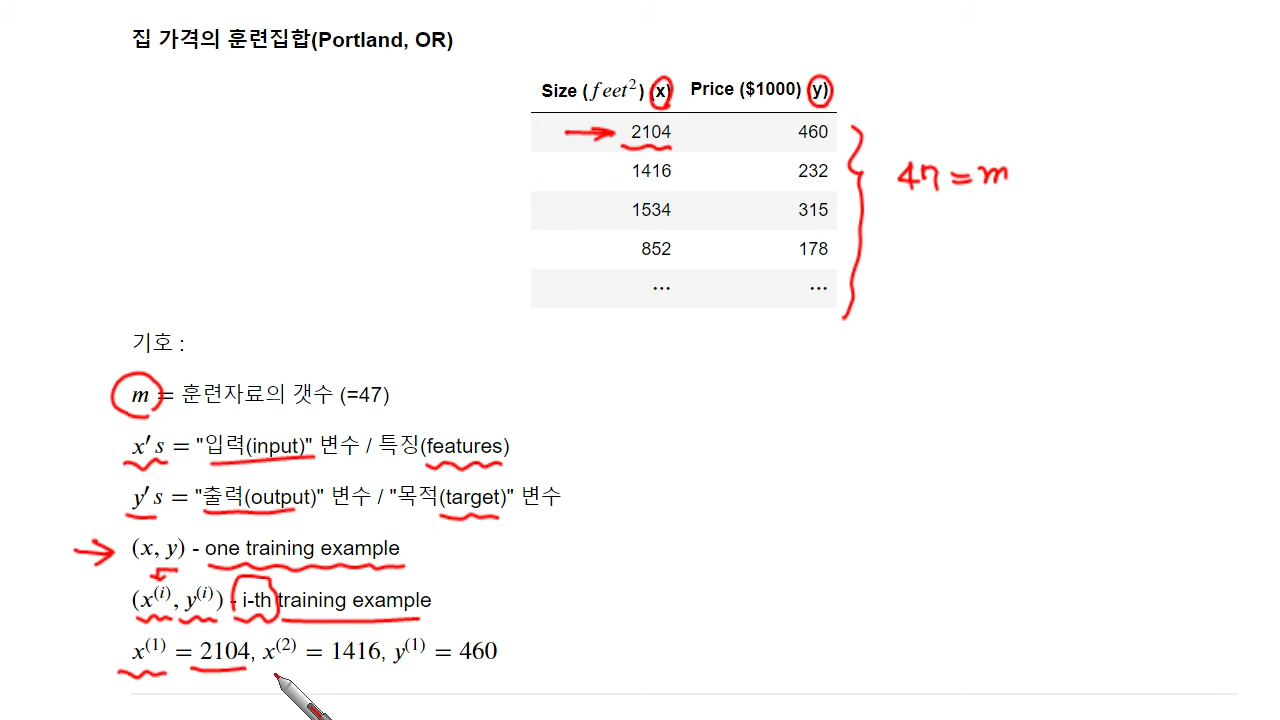 집 가격의 훈련집합(Portland, OR)
Size (feet²) (x) Price ($1000) (y)
2104 460
1416 232
1534 315
852 178
... ...
47 = m
기호 :
m = 훈련자료의 갯수 (=47)
x′s = "입력(input)" 변수 / 특징(features)
y′s = "출력(output)" 변수 / "목적(target)" 변수
(x, y) - one training example
(x⁽ⁱ⁾, y⁽ⁱ⁾) - i-th training example
x⁽¹⁾ = 2104, x⁽²⁾ = 1416, y⁽¹⁾ = 460